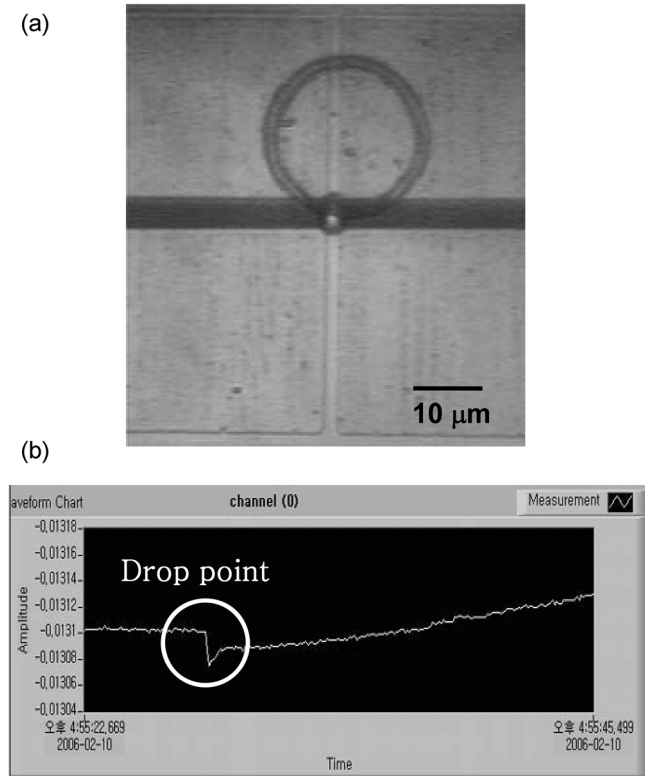 (a)
10 μm
(b)
aveform Chart
channel (0)
Measurement
-0,01318
-0,01316
-0,01314
-0,01312
-0,0131
-0,01308
-0,01306
-0,01304
Amplitude
Drop point
오후 4:55:22,669
2006-02-10
오후 4:55:45,499
2006-02-10
Time